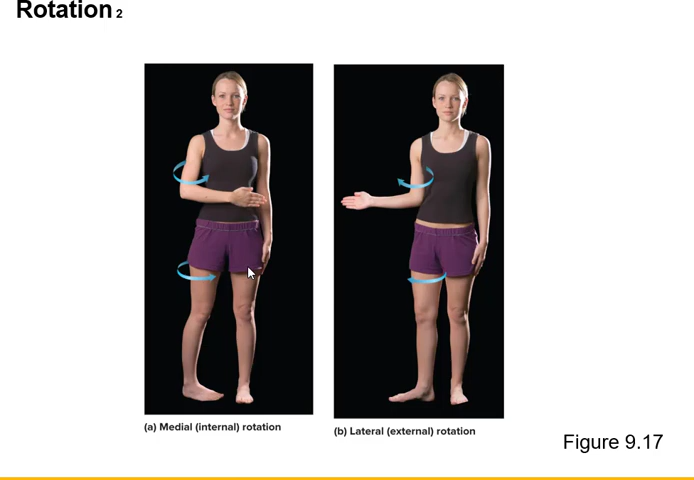 Rotation 2
(a) Medial (internal) rotation
(b) Lateral (external) rotation
Figure 9.17